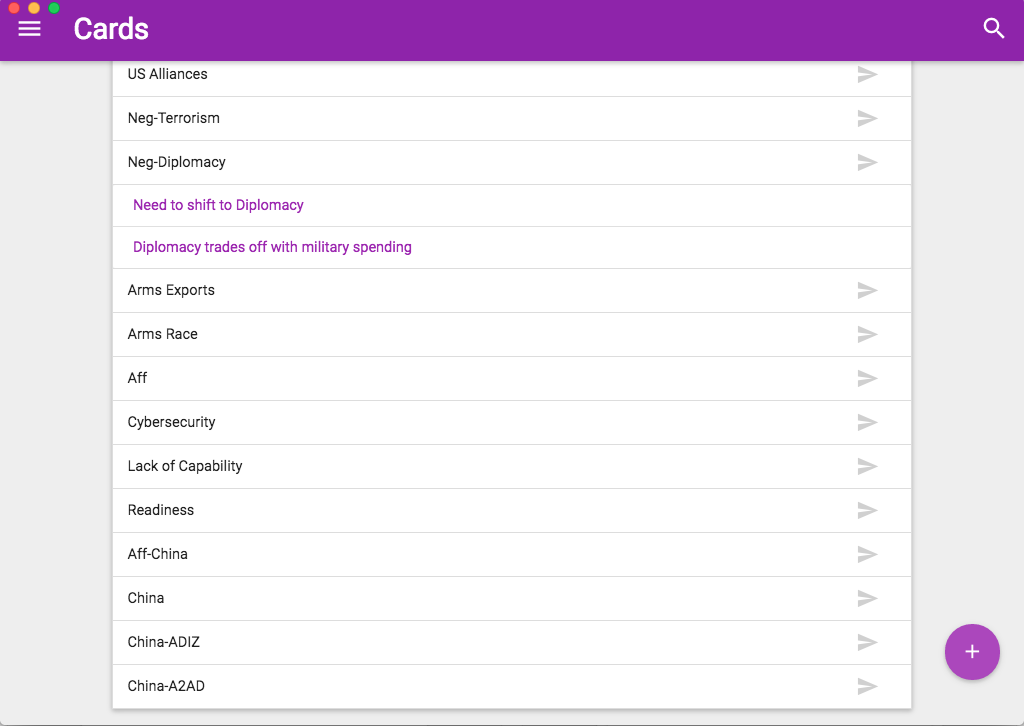 Cards
US Alliances
Neg-Terrorism
Neg-Diplomacy
Need to shift to Diplomacy
Diplomacy trades off with military spending
Arms Exports
Arms Race
Aff
Cybersecurity
Lack of Capability
Readiness
Aff-China
China
China-ADIZ
China-A2AD